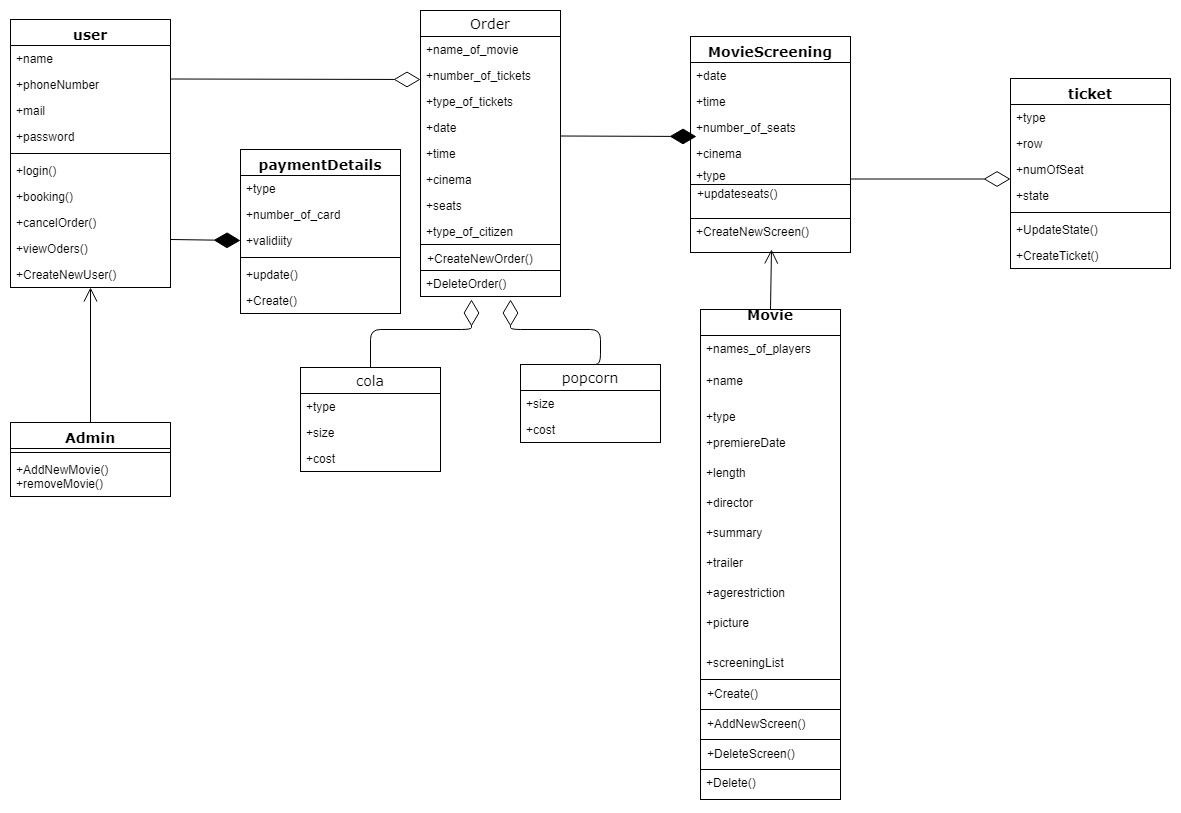 user
+name
+phoneNumber
+mail
+password
+login()
+booking()
+cancelOrder()
+viewOders()
+CreateNewUser()
paymentDetails
+type
+number_of_card
+validiity
+update()
+Create()
Order
+name_of_movie
+number_of_tickets
+type_of_tickets
+date
+time
+cinema
+seats
+type_of_citizen
+CreateNewOrder()
+DeleteOrder()
MovieScreening
+date
+time
+number_of_seats
+cinema
+type
+updateseats()
+CreateNewScreen()
ticket
+type
+row
+numOfSeat
+state
+UpdateState()
+CreateTicket()
Admin
+AddNewMovie()
+removeMovie()
cola
+type
+size
+cost
popcorn
+size
+cost
Movie
+names_of_players
+name
+type
+premiereDate
+length
+director
+summary
+trailer
+agerestriction
+picture
+screeningList
+Create()
+AddNewScreen()
+DeleteScreen()
+Delete()